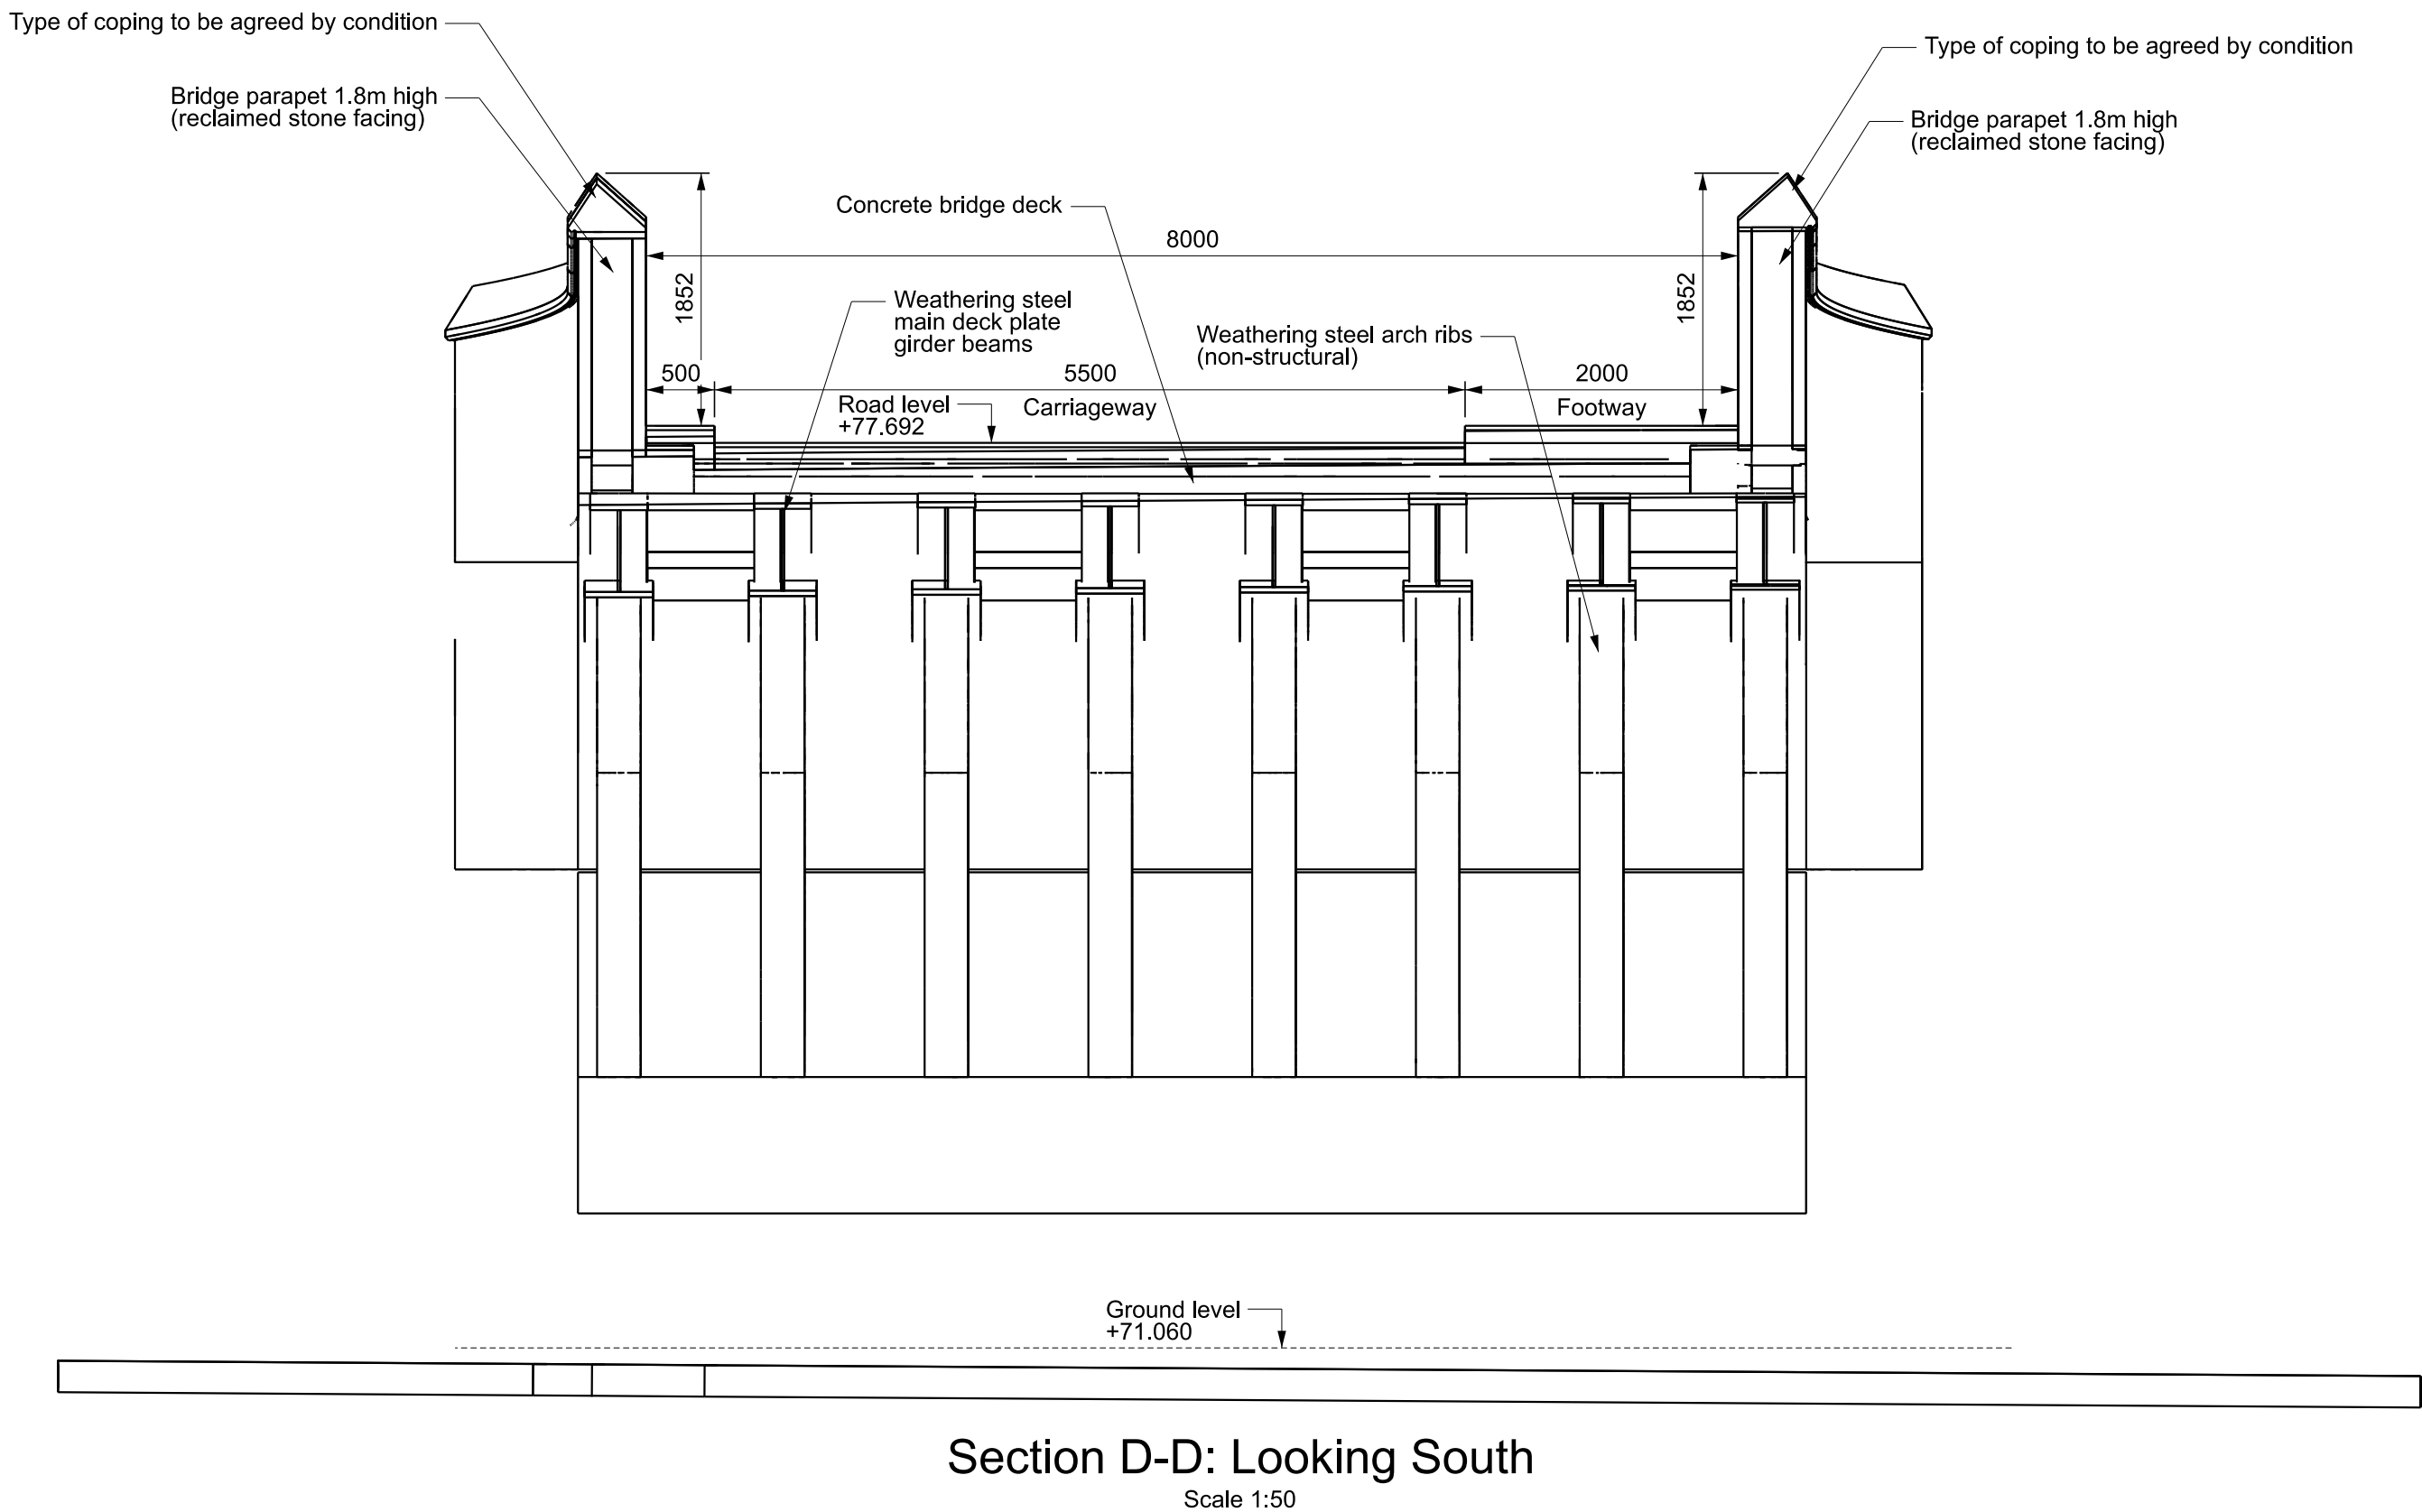 Type of coping to be agreed by condition
Type of coping to be agreed by condition
Bridge parapet 1.8m high
(reclaimed stone facing)
Bridge parapet 1.8m high
(reclaimed stone facing)
Concrete bridge deck
8000
1852
1852
Weathering steel
main deck plate
girder beams
Weathering steel arch ribs
(non-structural)
500
5500
2000
Road level
+77.692
Carriageway
Footway
Ground level
+71.060
Section D-D: Looking South
Scale 1:50